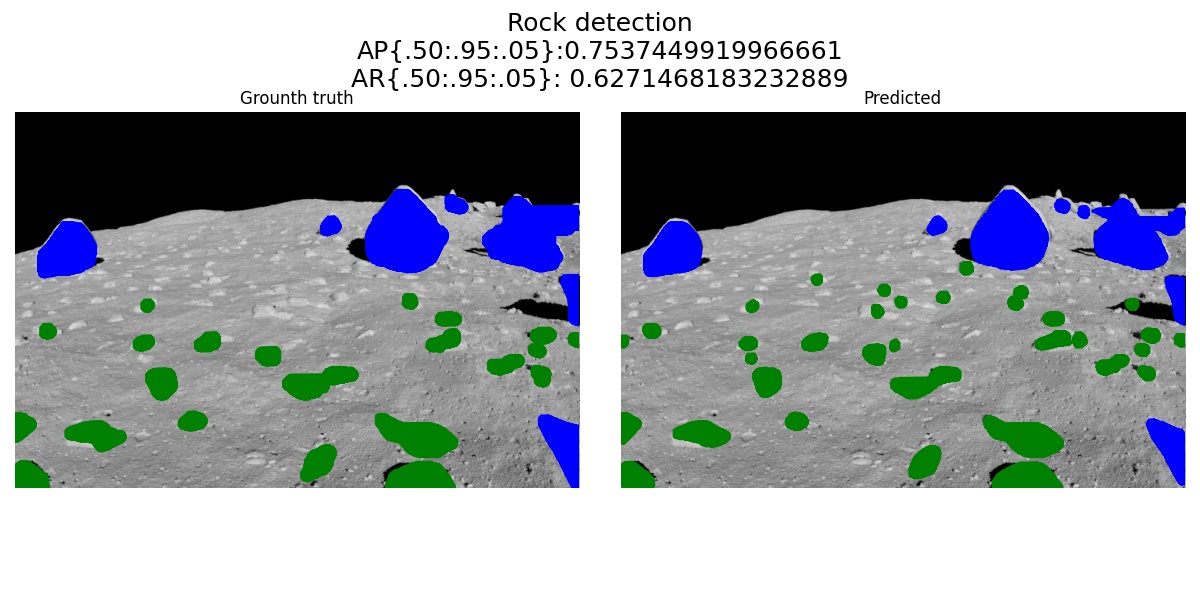 Rock detection
AP{.50:.95:.05}:0.7537449919966661
AR{.50:.95:.05}: 0.6271468183232889
Grounth truth
Predicted